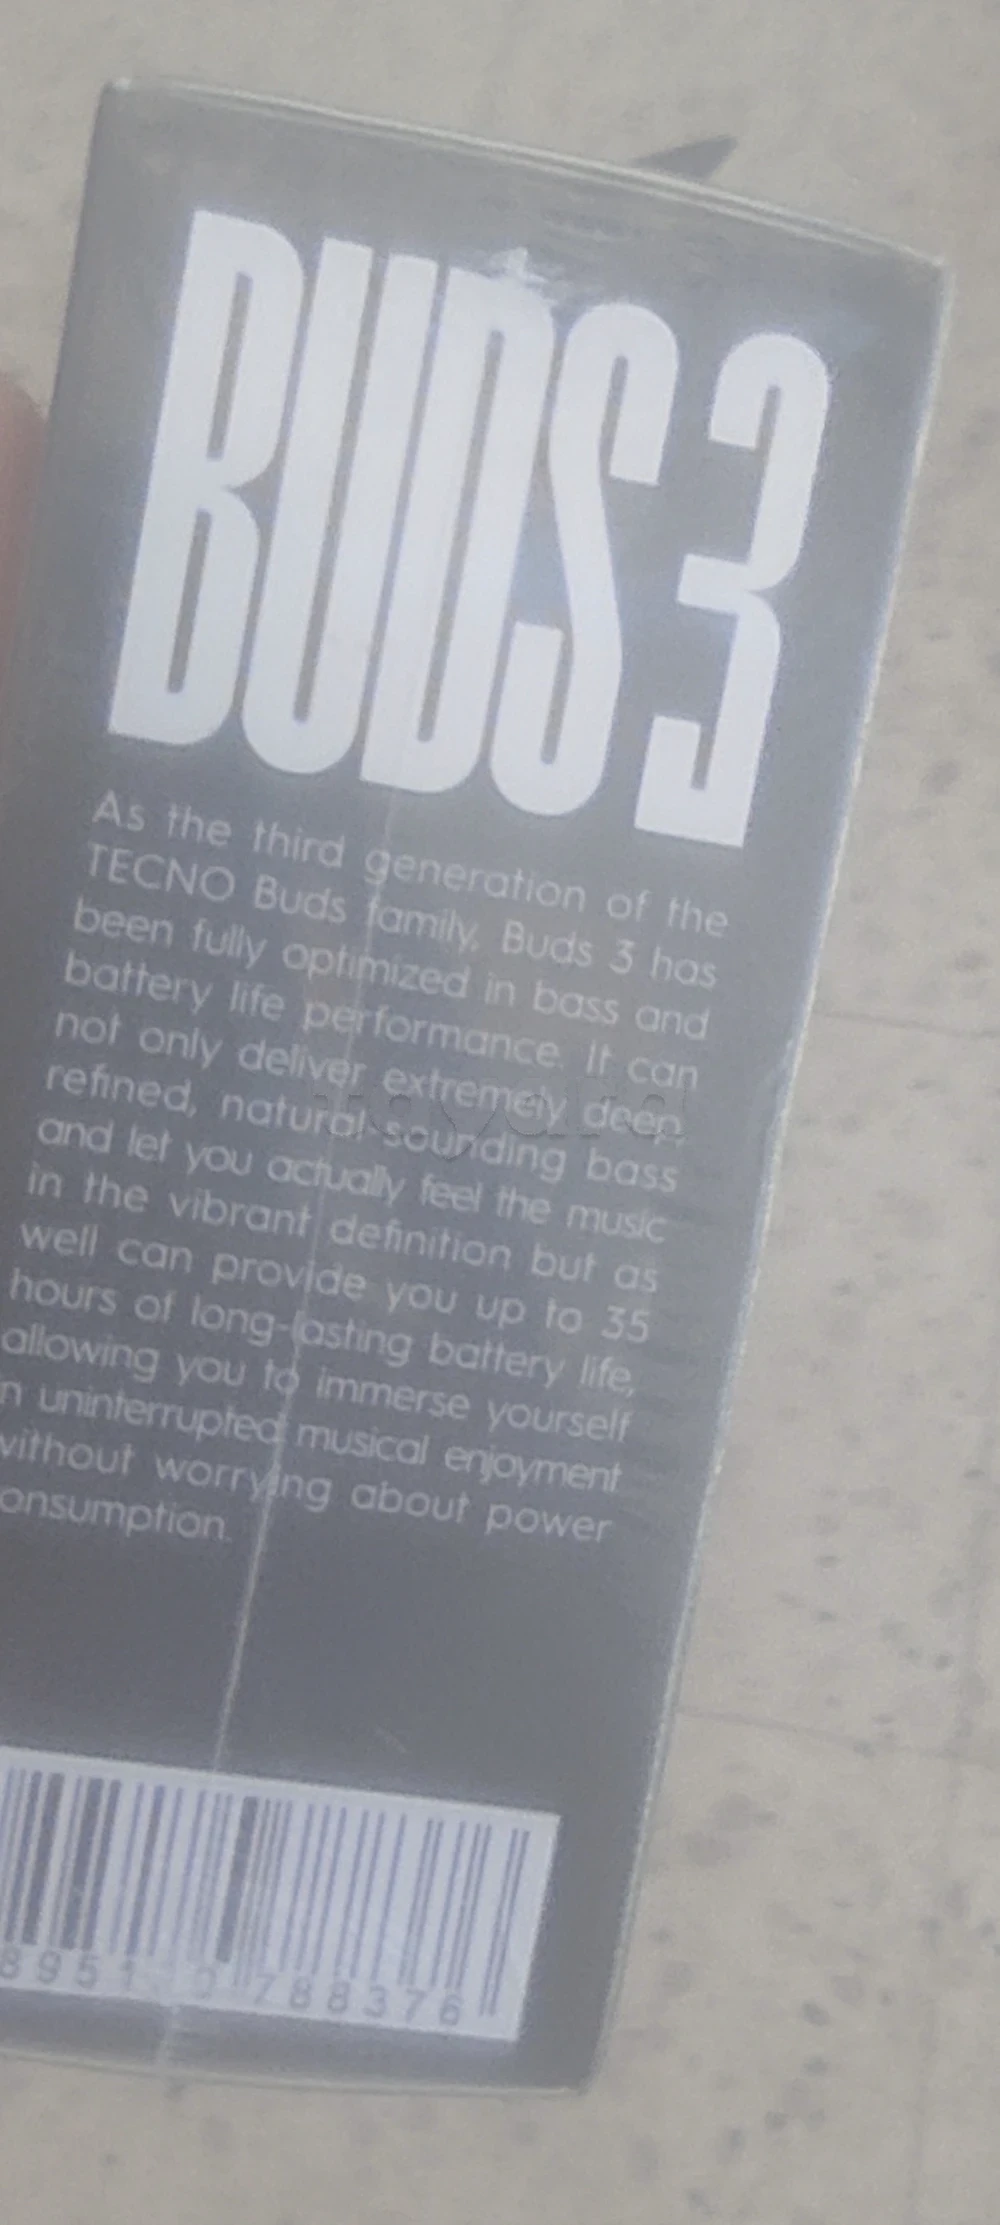 BUDS 3
As the third generation of the
TECNO Buds family, Buds 3 has
been fully optimized in bass and
battery life performance. It can
not only deliver extremely deep,
refined, natural-sounding bass
and let you actually feel the music
in the vibrant definition but as
well can provide you up to 35
hours of long-lasting battery life,
allowing you to immerse yourself
n uninterrupted musical enjoyment
vithout worrying about power
onsumption.